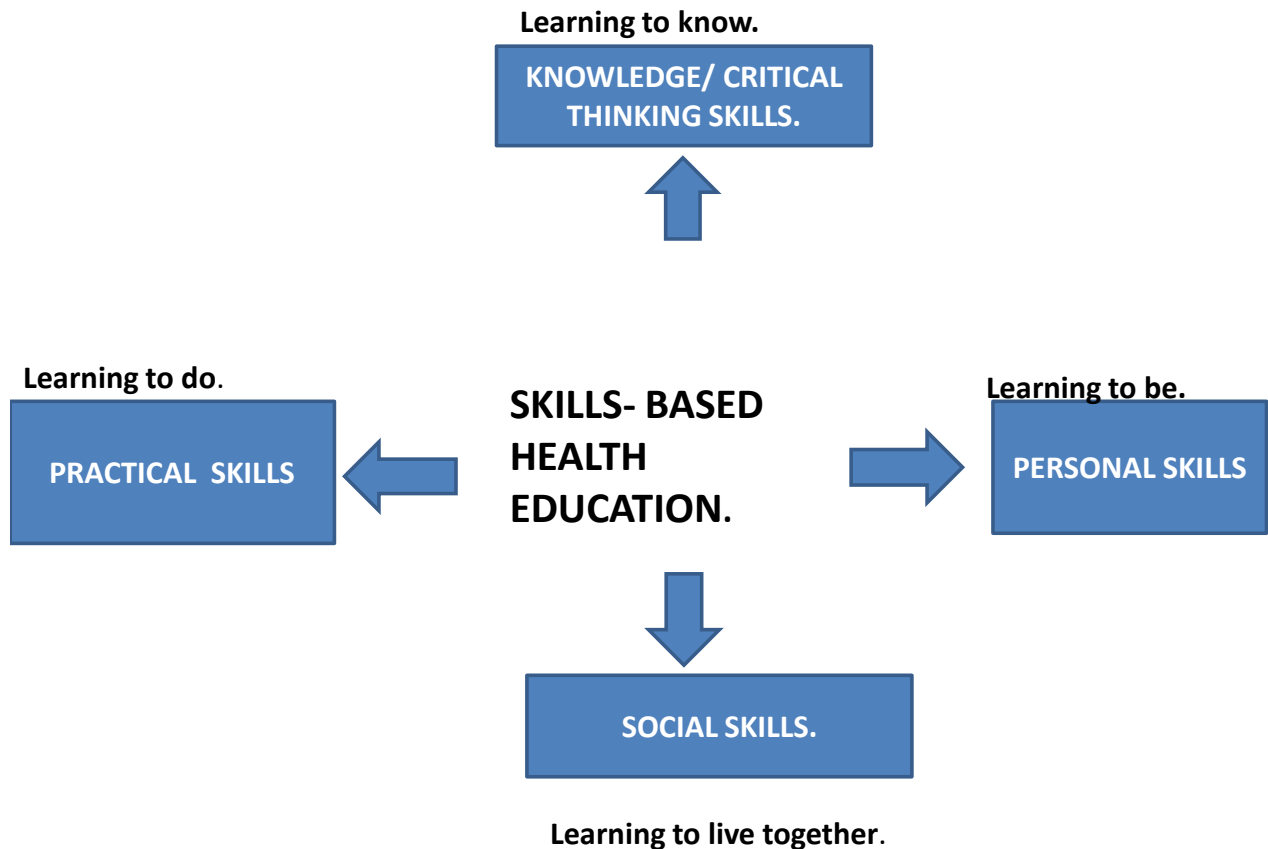 Learning to know.
KNOWLEDGE/ CRITICAL
THINKING SKILLS.
Learning to do.
PRACTICAL SKILLS
SKILLS- BASED
HEALTH
EDUCATION.
Learning to be.
PERSONAL SKILLS
SOCIAL SKILLS.
Learning to live together.